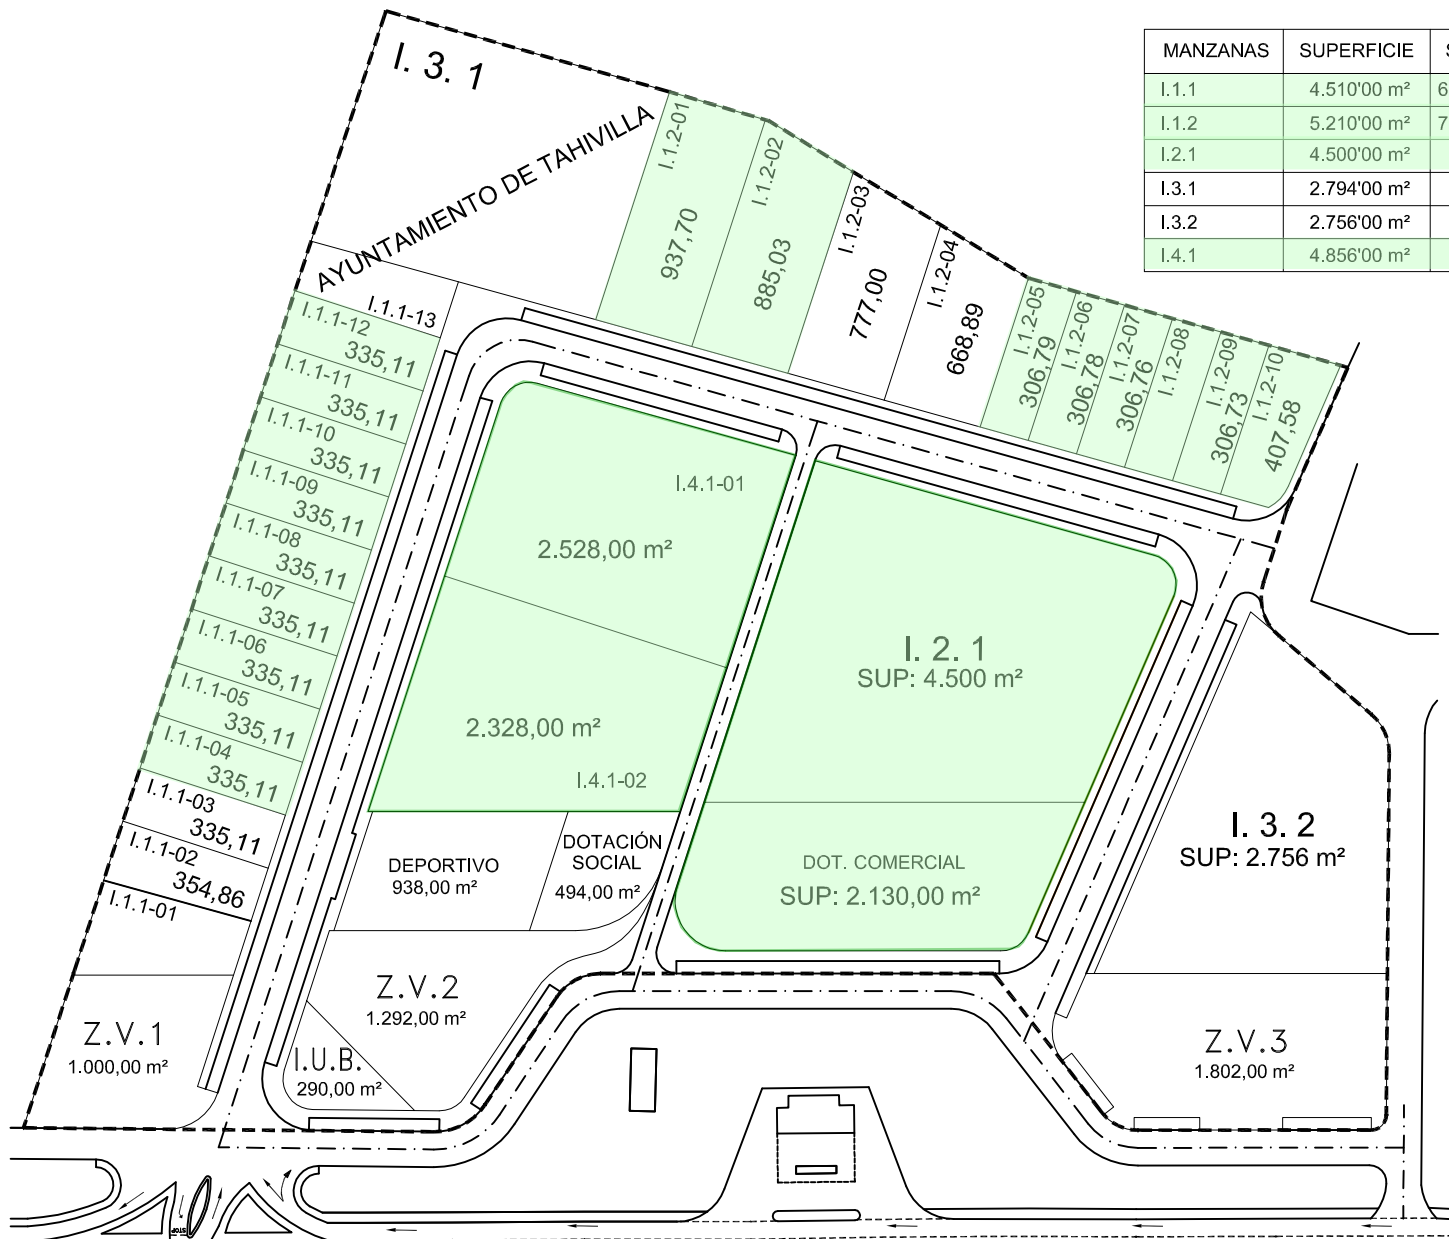 I. 3. 1
AYUNTAMIENTO DE TAHIVILLA
MANZANAS SUPERFICIE S
I.1.1 4.510'00 m² 6
I.1.2 5.210'00 m² 7
I.2.1 4.500'00 m²
I.3.1 2.794'00 m²
I.3.2 2.756'00 m²
I.4.1 4.856'00 m²
I.1.2-01
937,70
I.1.2-02
885,03
I.1.2-03
777,00
I.1.2-04
668,89
I.1.2-05
306,79
I.1.2-06
306,78
I.1.2-07
306,76
I.1.2-08
I.1.2-09
306,73
I.1.2-10
407,58
I.1.1-13
I.1.1-12
335,11
I.1.1-11
335,11
I.1.1-10
335,11
I.1.1-09
335,11
I.1.1-08
335,11
I.1.1-07
335,11
I.1.1-06
335,11
I.1.1-05
335,11
I.1.1-04
335,11
I.1.1-03
335,11
I.1.1-02
354,86
I.1.1-01
I.4.1-01
2.528,00 m²
2.328,00 m²
I.4.1-02
I. 2. 1
SUP: 4.500 m²
DOT. COMERCIAL
SUP: 2.130,00 m²
I. 3. 2
SUP: 2.756 m²
DEPORTIVO
938,00 m²
DOTACIÓN
SOCIAL
494,00 m²
Z.V.2
1.292,00 m²
Z.V.1
1.000,00 m²
I.U.B.
290,00 m²
Z.V.3
1.802,00 m²
STOP